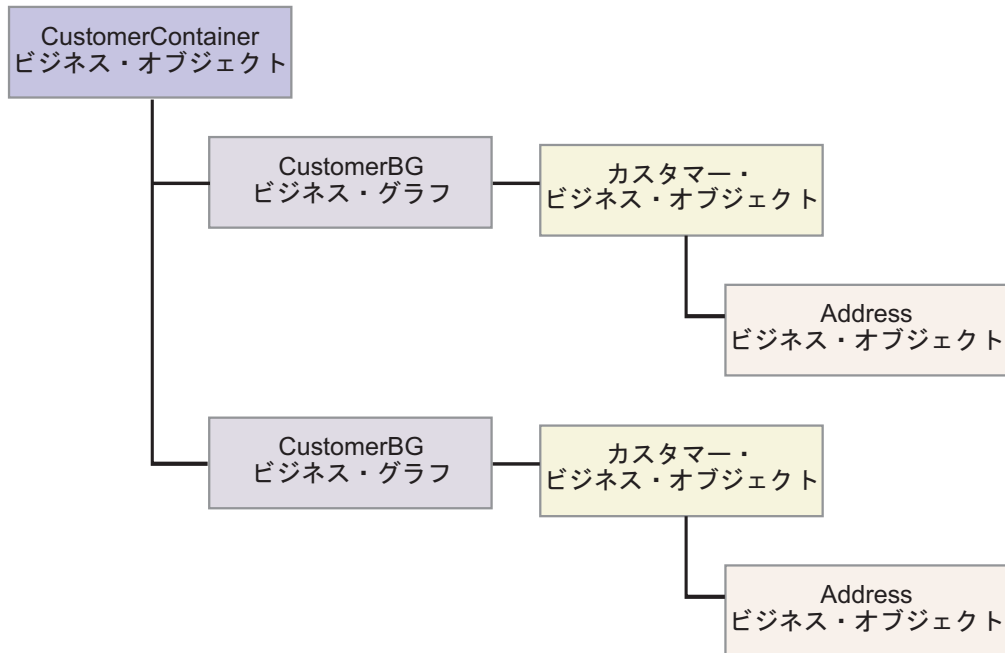 CustomerContainer
ビジネス・オブジェクト
CustomerBG
ビジネス・グラフ
カスタマー・
ビジネス・オブジェクト
Address
ビジネス・オブジェクト
CustomerBG
ビジネス・グラフ
カスタマー・
ビジネス・オブジェクト
Address
ビジネス・オブジェクト